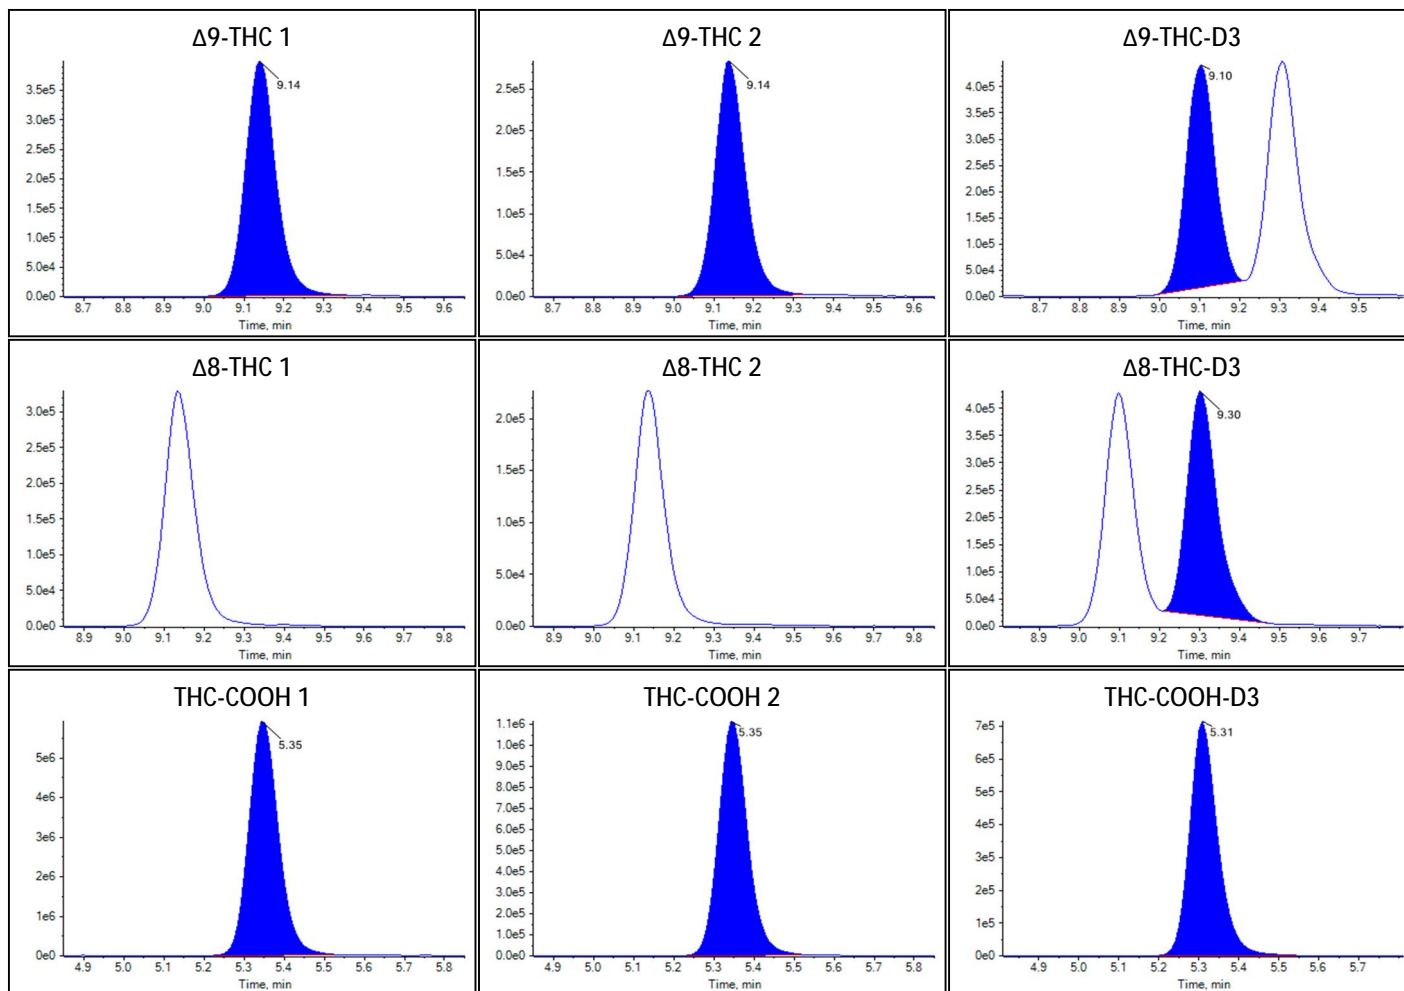 Δ9-THC 1
9.14
3.5e5
3.0e5
2.5e5
2.0e5
1.5e5
1.0e5
5.0e4
0.0e0
8.7 8.8 8.9 9.0 9.1 9.2 9.3 9.4 9.5 9.6
Time, min
Δ9-THC 2
9.14
2.5e5
2.0e5
1.5e5
1.0e5
5.0e4
0.0e0
8.7 8.8 8.9 9.0 9.1 9.2 9.3 9.4 9.5 9.6
Time, min
Δ9-THC-D3
9.10
4.0e5
3.5e5
3.0e5
2.5e5
2.0e5
1.5e5
1.0e5
5.0e4
0.0e0
8.7 8.8 8.9 9.0 9.1 9.2 9.3 9.4 9.5
Time, min
Δ8-THC 1
3.0e5
2.5e5
2.0e5
1.5e5
1.0e5
5.0e4
0.0e0
8.9 9.0 9.1 9.2 9.3 9.4 9.5 9.6 9.7 9.8
Time, min
Δ8-THC 2
2.0e5
1.5e5
1.0e5
5.0e4
0.0e0
8.9 9.0 9.1 9.2 9.3 9.4 9.5 9.6 9.7 9.8
Time, min
Δ8-THC-D3
9.30
4.0e5
3.5e5
3.0e5
2.5e5
2.0e5
1.5e5
1.0e5
5.0e4
0.0e0
8.9 9.0 9.1 9.2 9.3 9.4 9.5 9.6 9.7
Time, min
THC-COOH 1
5.35
5e6
4e6
3e6
2e6
1e6
0e0
4.9 5.0 5.1 5.2 5.3 5.4 5.5 5.6 5.7 5.8
Time, min
THC-COOH 2
5.35
1.1e6
1.0e6
9.0e5
8.0e5
7.0e5
6.0e5
5.0e5
4.0e5
3.0e5
2.0e5
1.0e5
0.0e0
4.9 5.0 5.1 5.2 5.3 5.4 5.5 5.6 5.7 5.8
Time, min
THC-COOH-D3
5.31
7e5
6e5
5e5
4e5
3e5
2e5
1e5
0e0
4.9 5.0 5.1 5.2 5.3 5.4 5.5 5.6 5.7
Time, min